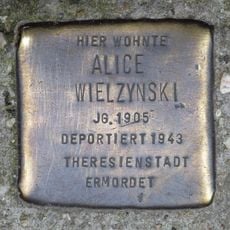 HIER WOHNTE
ALICE
WIELZYNSKI
JG. 1905
DEPORTIERT 1943
THERESIENSTADT
ERMORDET